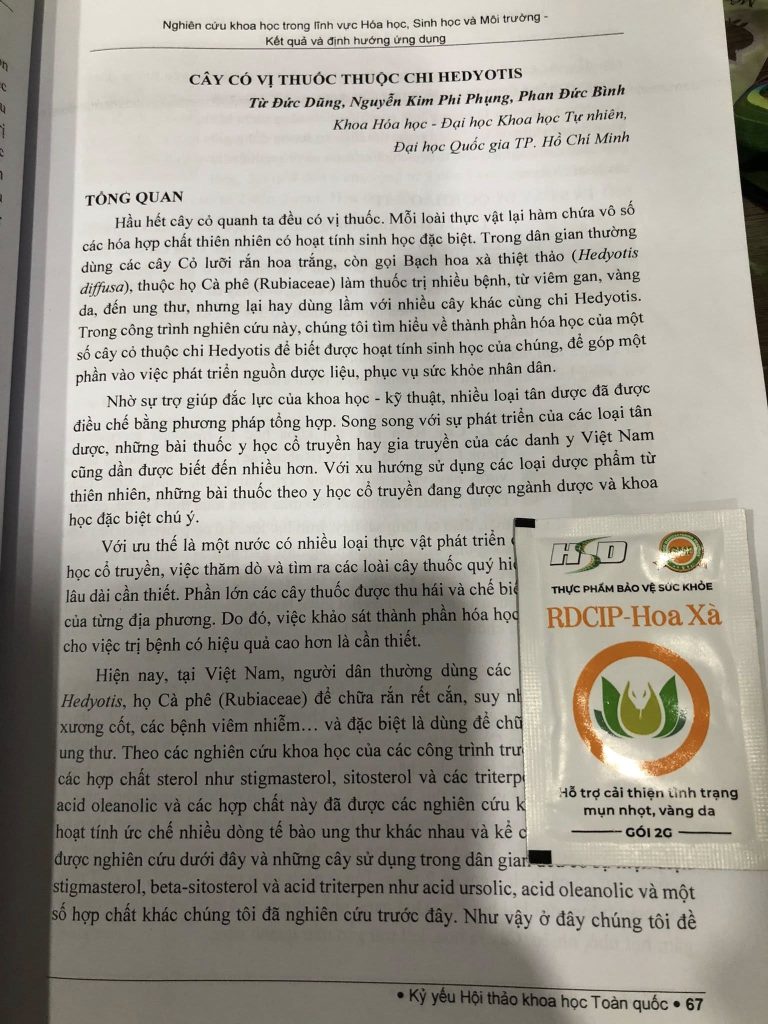 Nghiên cứu khoa học trong lĩnh vực Hóa học, Sinh học và Môi trường -
Kết quả và định hướng ứng dụng
CÂY CÓ VỊ THUỐC THUỘC CHI HEDYOTIS
Từ Đức Dũng, Nguyễn Kim Phi Phụng, Phan Đức Bình
Khoa Hóa học - Đại học Khoa học Tự nhiên,
Đại học Quốc gia TP. Hồ Chí Minh
TỔNG QUAN
Hầu hết cây cỏ quanh ta đều có vị thuốc. Mỗi loài thực vật lại hàm chứa vô số
các hóa hợp chất thiên nhiên có hoạt tính sinh học đặc biệt. Trong dân gian thường
dùng các cây Cỏ lưỡi rắn hoa trắng, còn gọi Bạch hoa xà thiệt thảo (Hedyotis
diffusa), thuộc họ Cà phê (Rubiaceae) làm thuốc trị nhiều bệnh, từ viêm gan, vàng
da, đến ung thư, nhưng lại hay dùng lầm với nhiều cây khác cùng chi Hedyotis.
Trong công trình nghiên cứu này, chúng tôi tìm hiểu về thành phần hóa học của một
số cây cỏ thuộc chi Hedyotis để biết được hoạt tính sinh học của chúng, để góp một
phần vào việc phát triển nguồn dược liệu, phục vụ sức khỏe nhân dân.
Nhờ sự trợ giúp đắc lực của khoa học - kỹ thuật, nhiều loại tân dược đã được
điều chế bằng phương pháp tổng hợp. Song song với sự phát triển của các loại tân
dược, những bài thuốc y học cổ truyền hay gia truyền của các danh y Việt Nam
cũng dần được biết đến nhiều hơn. Với xu hướng sử dụng các loại dược phẩm từ
thiên nhiên, những bài thuốc theo y học cổ truyền đang được ngành dược và khoa
học đặc biệt chú ý.
Với ưu thế là một nước có nhiều loại thực vật phát triển
học cổ truyền, việc thăm dò và tìm ra các loài cây thuốc quý
lâu dài cần thiết. Phần lớn các cây thuốc được thu hái và chế
của từng địa phương. Do đó, việc khảo sát thành phần hóa học
cho việc trị bệnh có hiệu quả cao hơn là cần thiết.
Hiện nay, tại Việt Nam, người dân thường dùng các
Hedyotis, họ Cà phê (Rubiaceae) để chữa rắn rết cắn, suy
xương cốt, các bệnh viêm nhiễm… và đặc biệt là dùng để
ung thư. Theo các nghiên cứu khoa học của các công trình
các hợp chất sterol như stigmasterol, sitosterol và các
acid oleanolic và các hợp chất này đã được các nghiên cứu
hoạt tính ức chế nhiều dòng tế bào ung thư khác nhau và kể
được nghiên cứu dưới đây và những cây sử dụng trong dân gian
stigmasterol, beta-sitosterol và acid triterpen như acid ursolic, acid oleanolic và một
số hợp chất khác chúng tôi đã nghiên cứu trước đây. Như vậy ở đây chúng tôi đề
• Kỷ yếu Hội thảo khoa học Toàn quốc • 67
HSD
THỰC PHẨM BẢO VỆ SỨC KHỎE
RDCIP-Hoa Xà
Hỗ trợ cải thiện tình trạng
mụn nhọt, vàng da
GÓI 2G